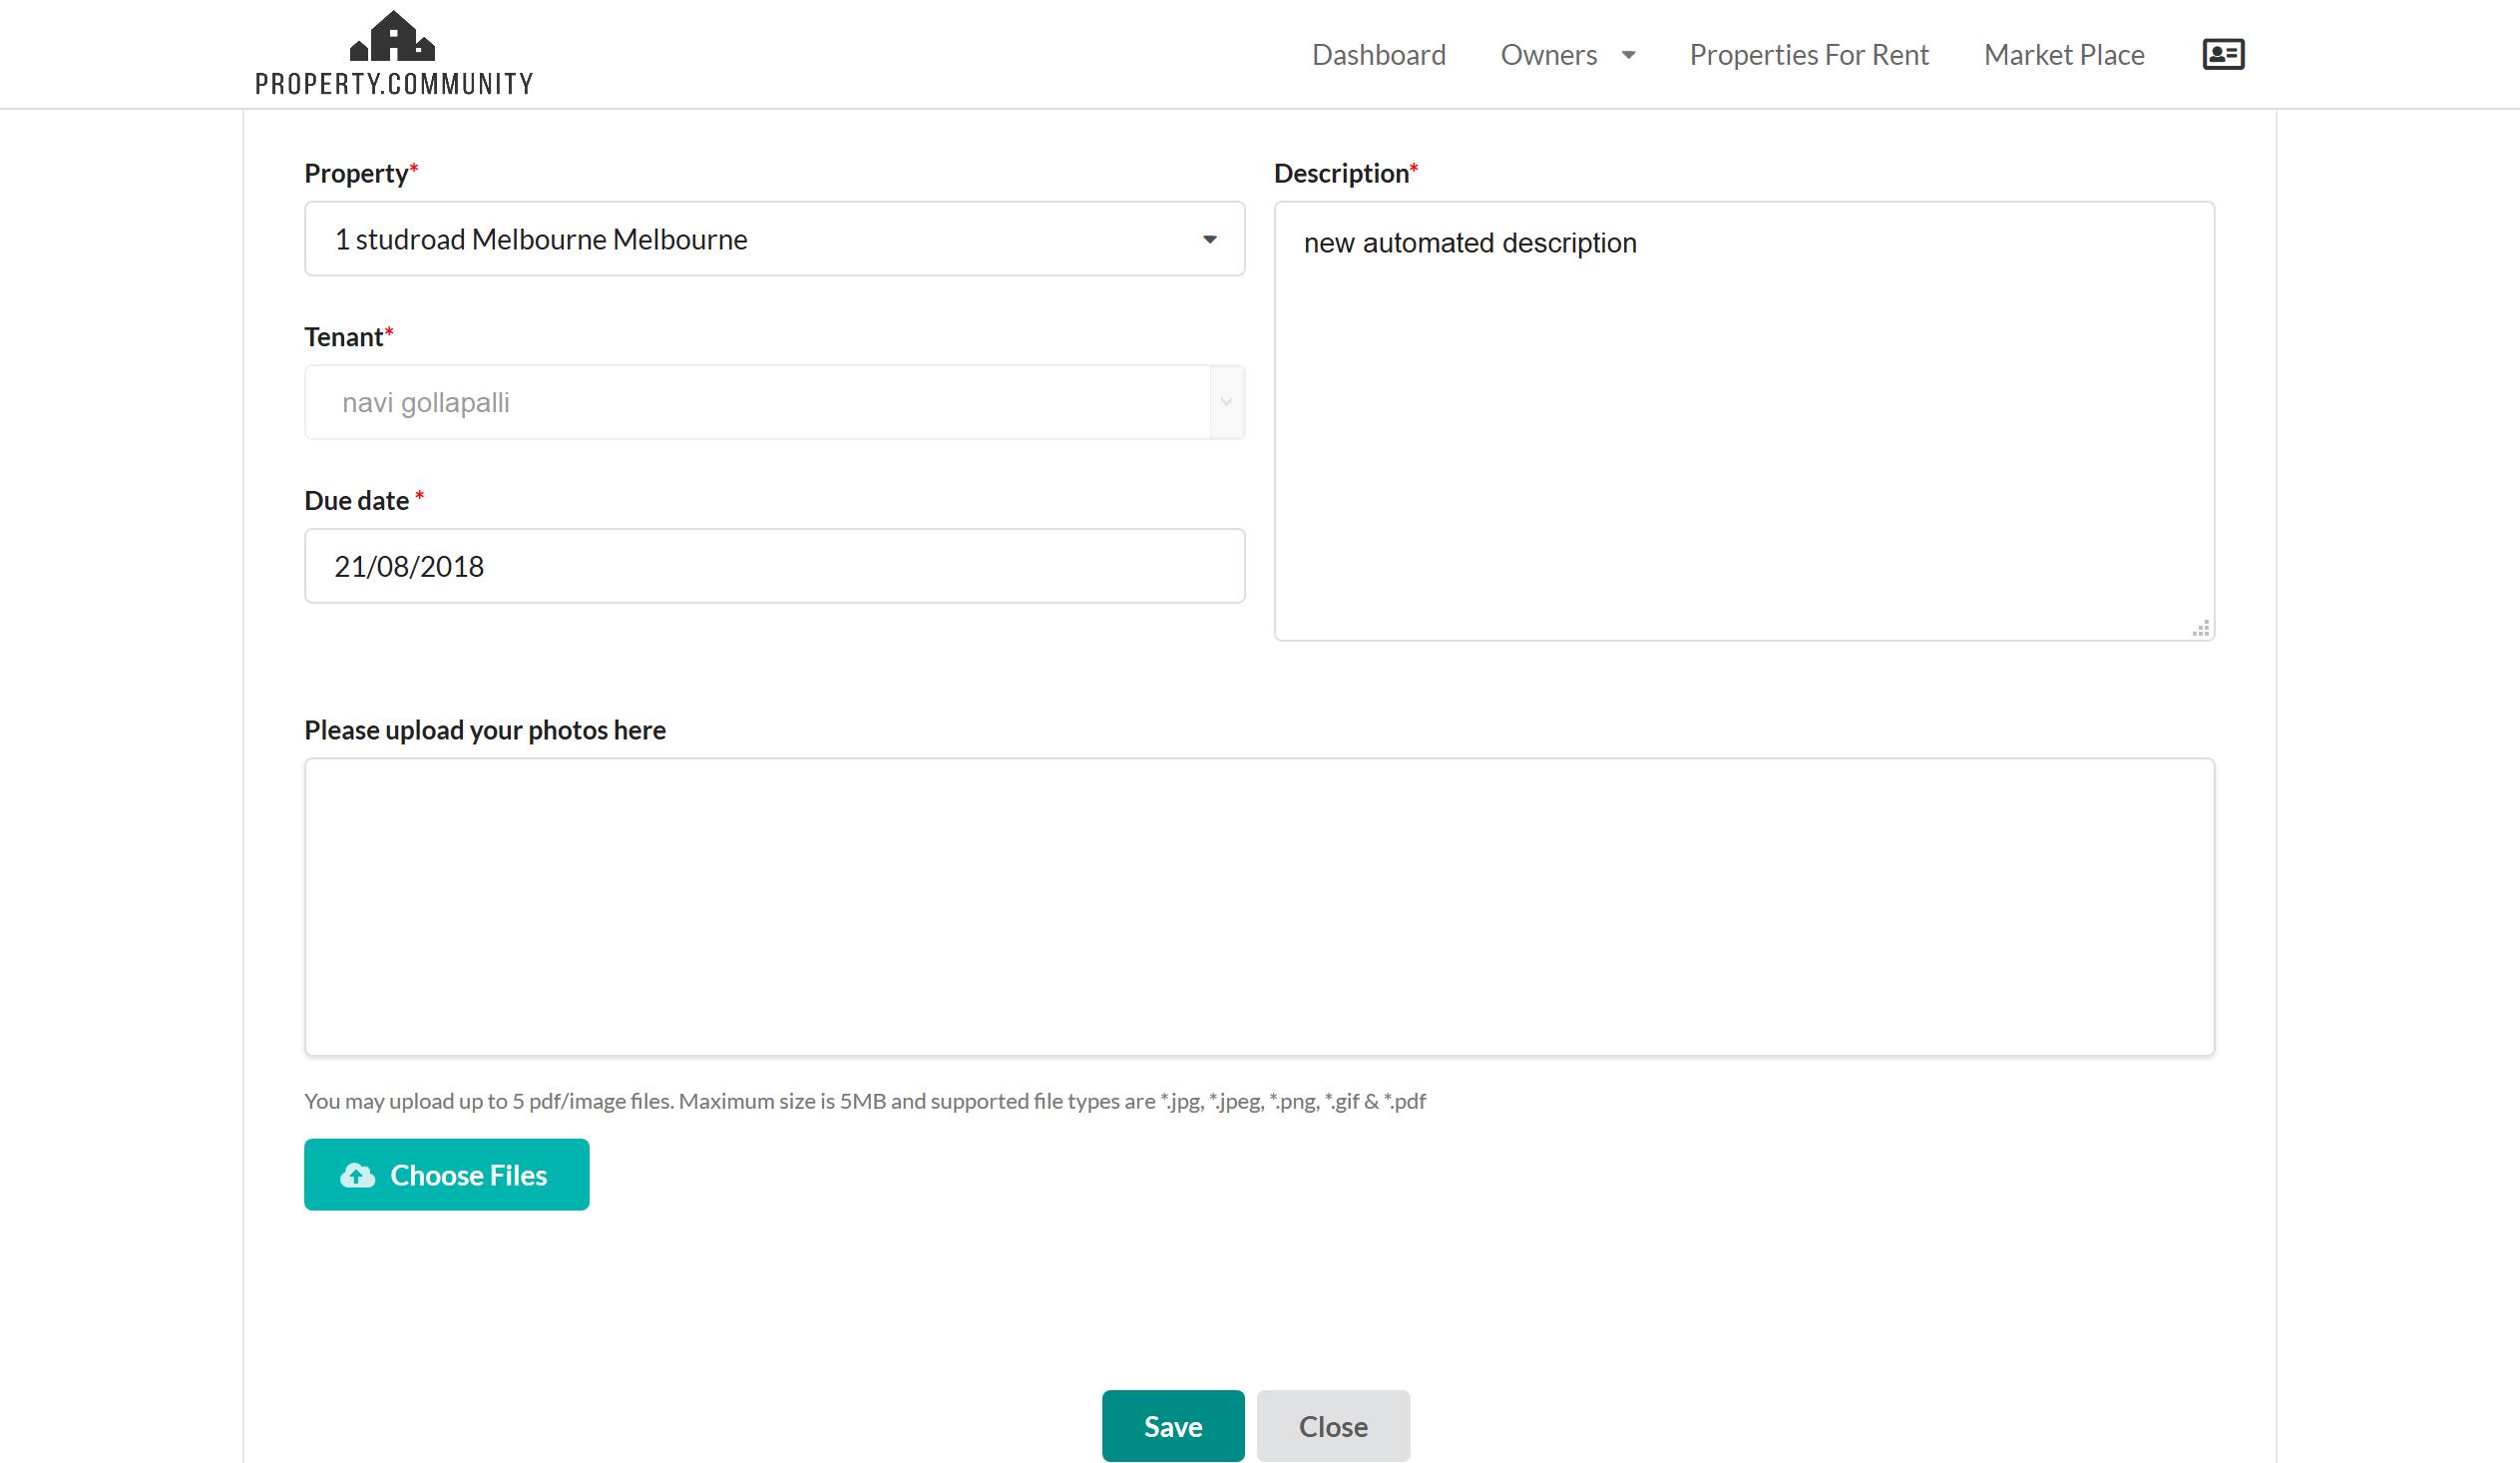 PROPERTY.COMMUNITY
Dashboard Owners Properties For Rent Market Place
Property*
1 studroad Melbourne Melbourne
Tenant*
navi gollapalli
Due date *
21/08/2018
Description*
new automated description
Please upload your photos here
You may upload up to 5 pdf/image files. Maximum size is 5MB and supported file types are *.jpg, *.jpeg, *.png, *.gif & *.pdf
Choose Files
Save Close